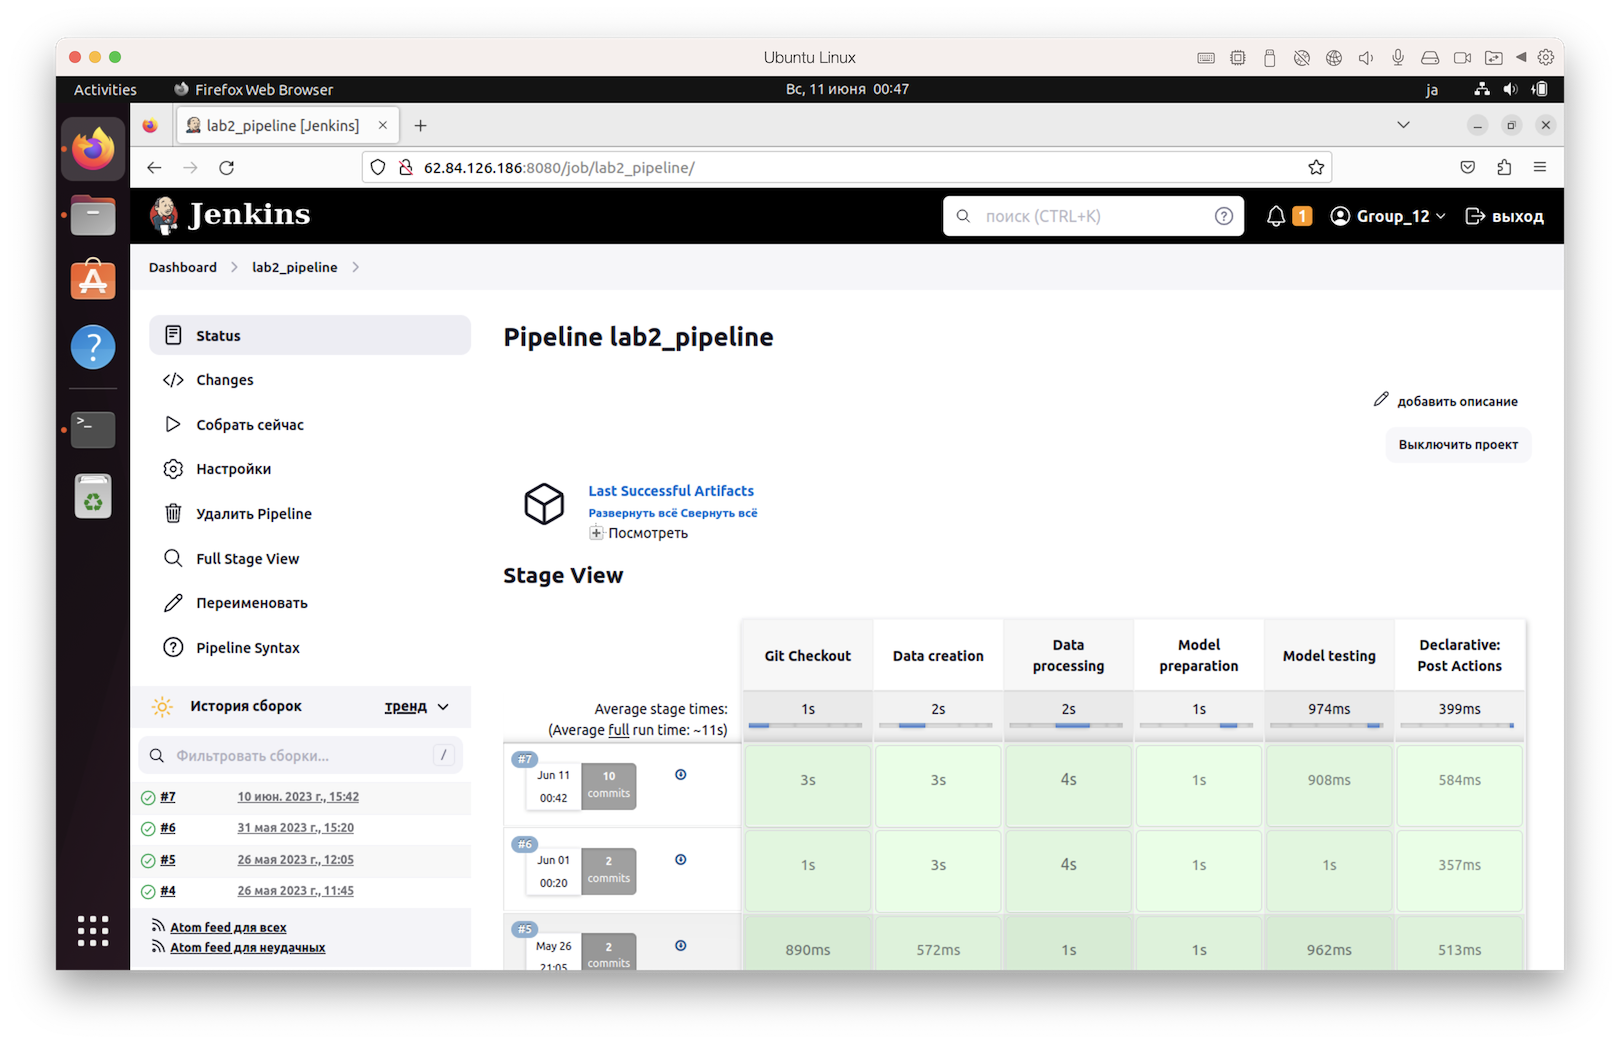 Ubuntu Linux
Activities
Firefox Web Browser
Вс, 11 июня 00:47
ja
lab2_pipeline [Jenkins]
62.84.126.186:8080/job/lab2_pipeline/
Jenkins
поиск (CTRL+K)
1
Group_12
выход
Dashboard
lab2_pipeline
Status
Changes
Собрать сейчас
Настройки
Удалить Pipeline
Full Stage View
Переименовать
Pipeline Syntax
История сборок
тренд
Фильтровать сборки...
/
#7 10 июн. 2023 г., 15:42
#6 31 мая 2023 г., 15:20
#5 26 мая 2023 г., 12:05
#4 26 мая 2023 г., 11:45
Atom feed для всех
Atom feed для неудачных
Pipeline lab2_pipeline
добавить описание
Выключить проект
Last Successful Artifacts
Развернуть всё Свернуть всё
Посмотреть
Stage View
Git Checkout
Data creation
Data
processing
Model
preparation
Model testing
Declarative:
Post Actions
Average stage times:
(Average full run time: ~11s)
1s 2s 2s 1s 974ms 399ms
#7
Jun 11
00:42
10
commits
3s 3s 4s 1s 908ms 584ms
#6
Jun 01
00:20
2
commits
1s 3s 4s 1s 1s 357ms
#5
May 26
21:05
2
commits
890ms 572ms 1s 1s 962ms 513ms